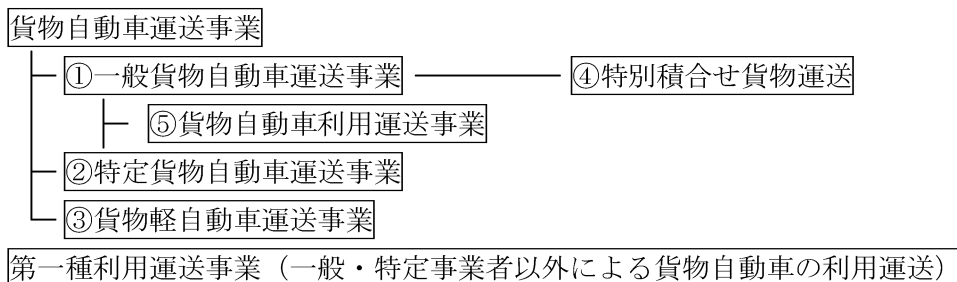 貨物自動車運送事業
①一般貨物自動車運送事業 ④特別積合せ貨物運送
⑤貨物自動車利用運送事業
②特定貨物自動車運送事業
③貨物軽自動車運送事業
第一種利用運送事業（一般・特定事業者以外による貨物自動車の利用運送）